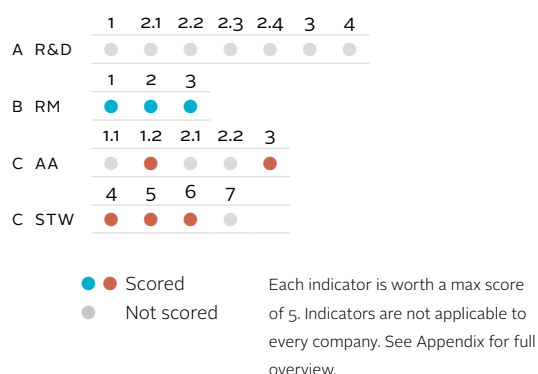 1 2.1 2.2 2.3 2.4 3 4
A R&D
1 2 3
B RM
1.1 1.2 2.1 2.2 3
C AA
4 5 6 7
C STW
Scored
Not scored
Each indicator is worth a max score
of 5. Indicators are not applicable to
every company. See Appendix for full
overview.